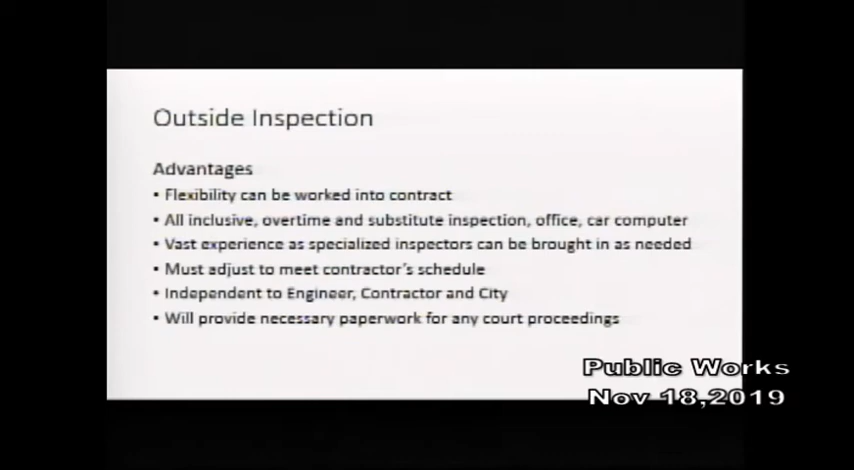 Outside Inspection
Advantages
• Flexibility can be worked into contract
• All inclusive, overtime and substitute inspection, office, car computer
• Vast experience as specialized inspectors can be brought in as needed
• Must adjust to meet contractor's schedule
• Independent to Engineer, Contractor and City
• Will provide necessary paperwork for any court proceedings
Public Works
Nov 18,2019